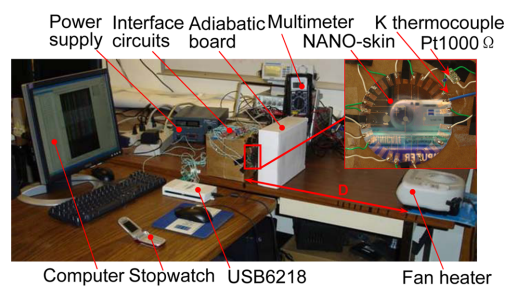 Power supply
Interface circuits
Adiabatic board
Multimeter
NANO-skin
K thermocouple
Pt1000 Ω
D
Computer
Stopwatch
USB6218
Fan heater